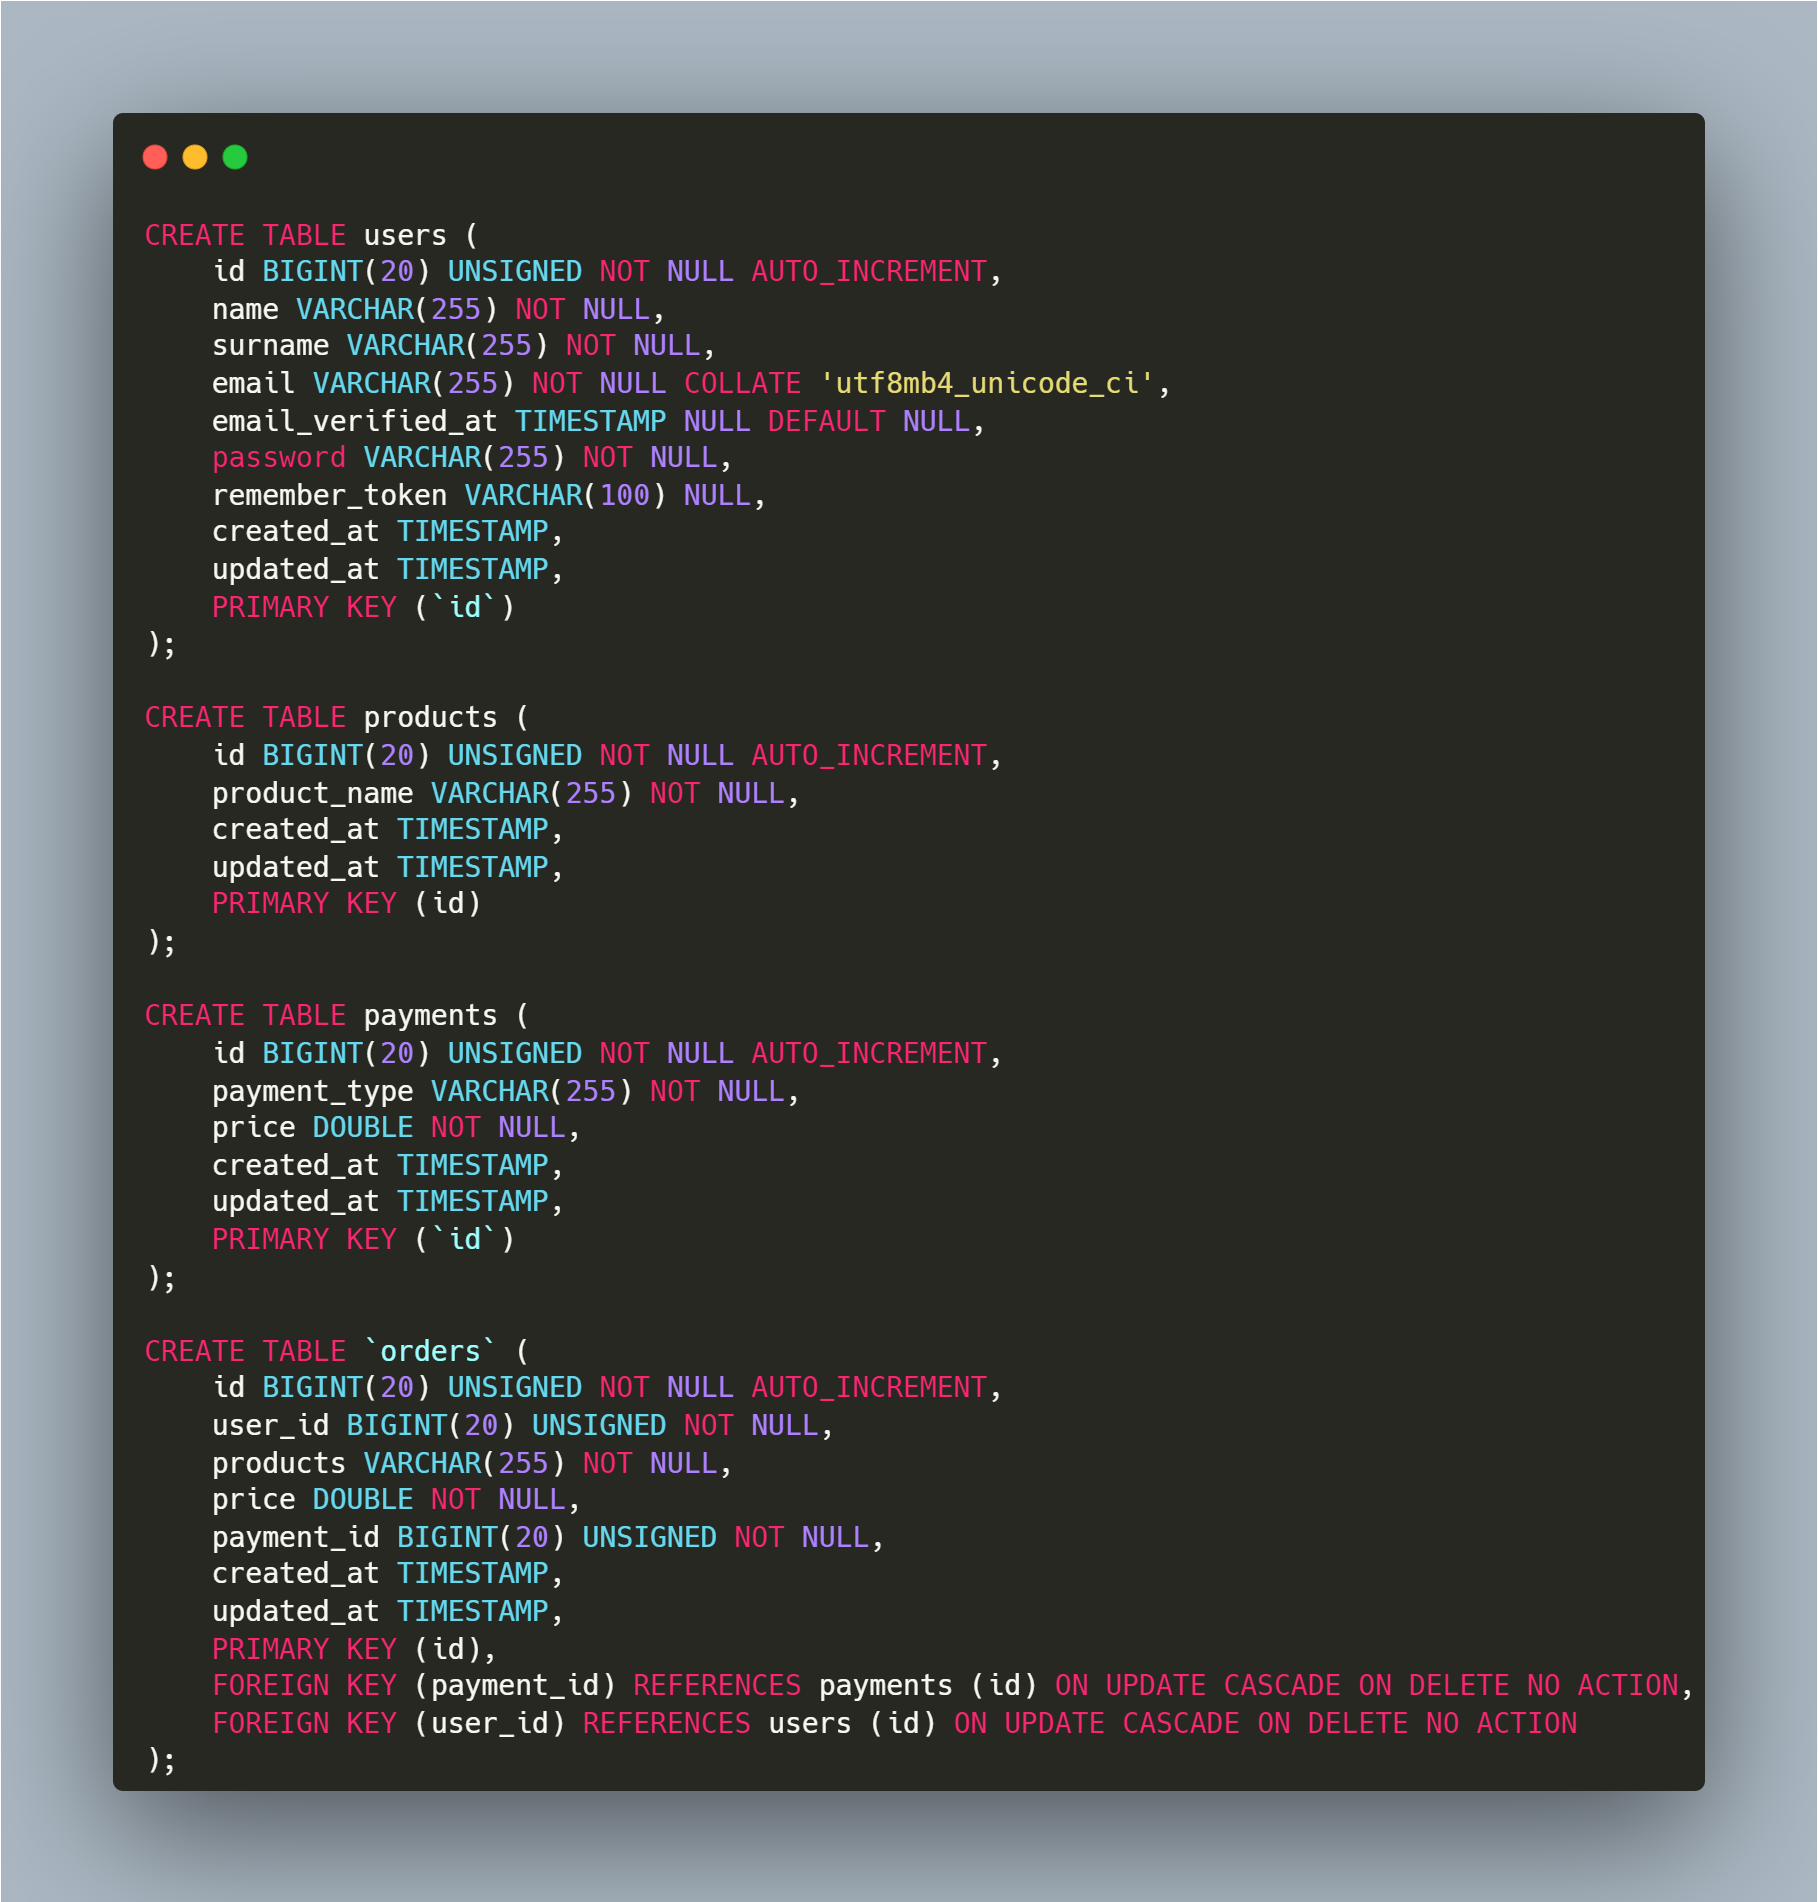 CREATE TABLE users (
    id BIGINT(20) UNSIGNED NOT NULL AUTO_INCREMENT,
    name VARCHAR(255) NOT NULL,
    surname VARCHAR(255) NOT NULL,
    email VARCHAR(255) NOT NULL COLLATE 'utf8mb4_unicode_ci',
    email_verified_at TIMESTAMP NULL DEFAULT NULL,
    password VARCHAR(255) NOT NULL,
    remember_token VARCHAR(100) NULL,
    created_at TIMESTAMP,
    updated_at TIMESTAMP,
    PRIMARY KEY (`id`)
);

CREATE TABLE products (
    id BIGINT(20) UNSIGNED NOT NULL AUTO_INCREMENT,
    product_name VARCHAR(255) NOT NULL,
    created_at TIMESTAMP,
    updated_at TIMESTAMP,
    PRIMARY KEY (id)
);

CREATE TABLE payments (
    id BIGINT(20) UNSIGNED NOT NULL AUTO_INCREMENT,
    payment_type VARCHAR(255) NOT NULL,
    price DOUBLE NOT NULL,
    created_at TIMESTAMP,
    updated_at TIMESTAMP,
    PRIMARY KEY (`id`)
);

CREATE TABLE `orders` (
    id BIGINT(20) UNSIGNED NOT NULL AUTO_INCREMENT,
    user_id BIGINT(20) UNSIGNED NOT NULL,
    products VARCHAR(255) NOT NULL,
    price DOUBLE NOT NULL,
    payment_id BIGINT(20) UNSIGNED NOT NULL,
    created_at TIMESTAMP,
    updated_at TIMESTAMP,
    PRIMARY KEY (id),
    FOREIGN KEY (payment_id) REFERENCES payments (id) ON UPDATE CASCADE ON DELETE NO ACTION,
    FOREIGN KEY (user_id) REFERENCES users (id) ON UPDATE CASCADE ON DELETE NO ACTION
);